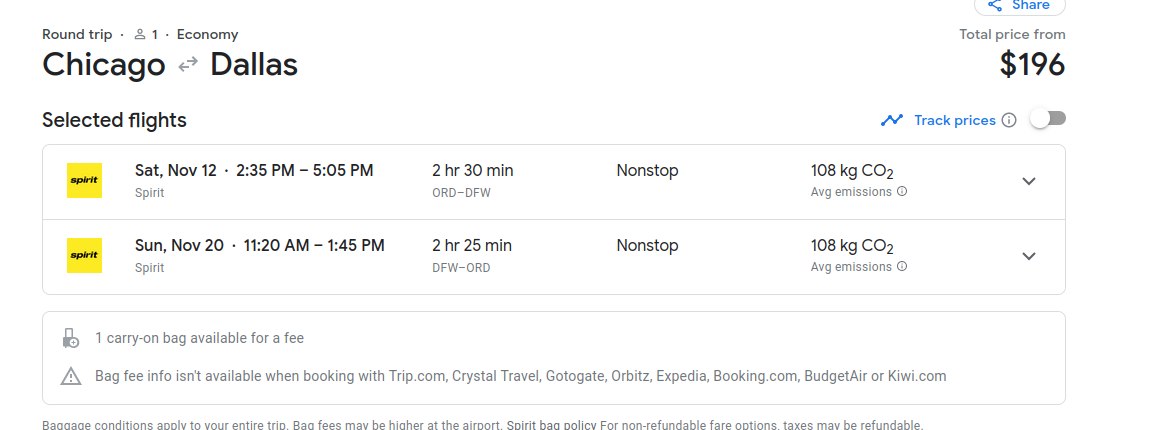 Share
Round trip · 1 · Economy
Total price from
Chicago ⇄ Dallas
$196
Selected flights
Track prices
spirit
Sat, Nov 12 · 2:35 PM – 5:05 PM
2 hr 30 min
Nonstop
108 kg CO2
Spirit
ORD–DFW
Avg emissions
spirit
Sun, Nov 20 · 11:20 AM – 1:45 PM
2 hr 25 min
Nonstop
108 kg CO2
Spirit
DFW–ORD
Avg emissions
1 carry-on bag available for a fee
Bag fee info isn't available when booking with Trip.com, Crystal Travel, Gotogate, Orbitz, Expedia, Booking.com, BudgetAir or Kiwi.com
Baggage conditions apply to your entire trip. Bag fees may be higher at the airport. Spirit bag policy For non-refundable fare options, taxes may be refundable.